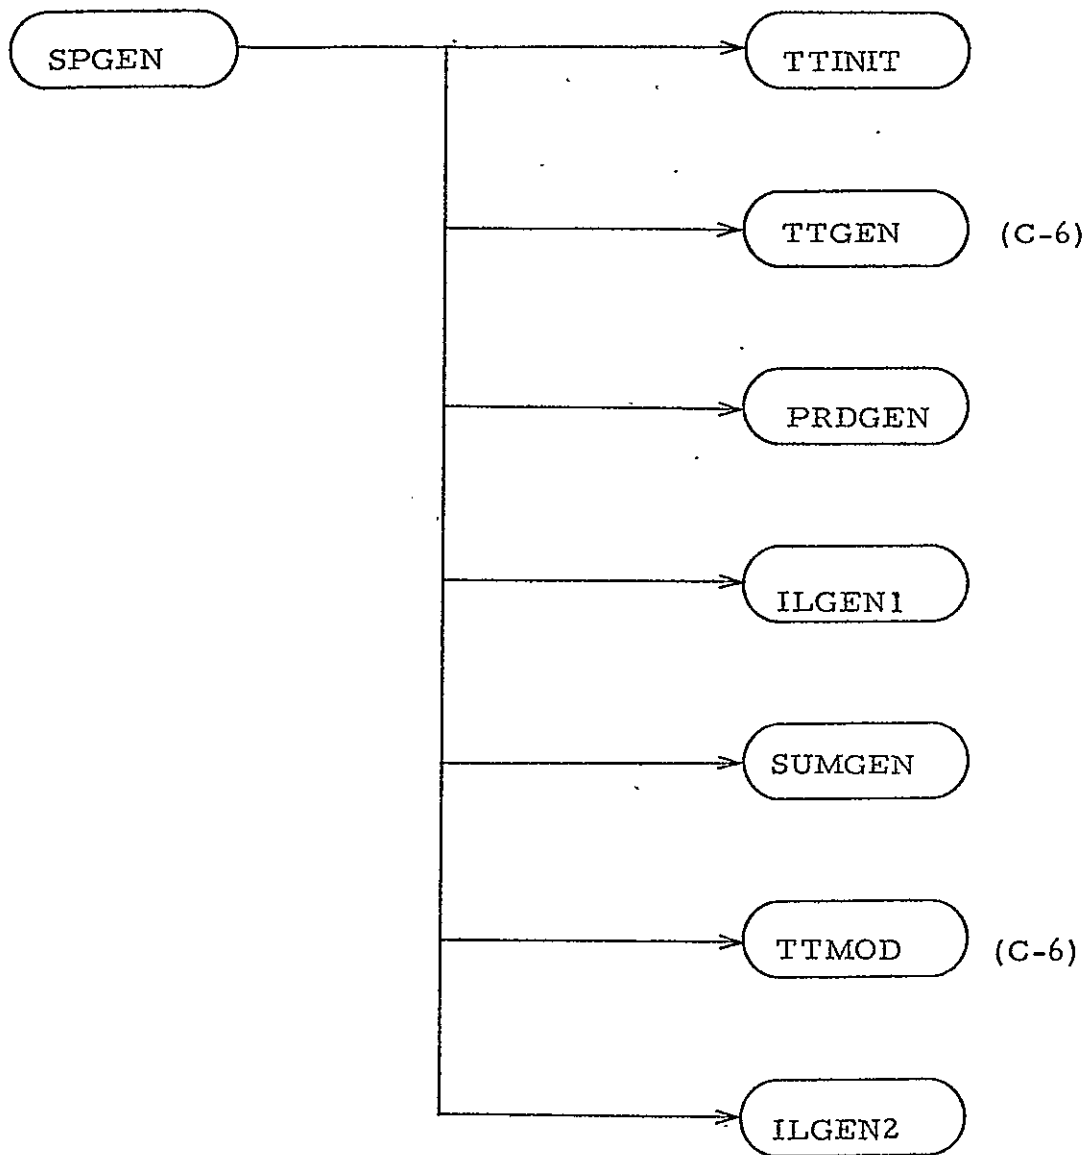 SPGEN
TTINIT
TTGEN (C-6)
PRDGEN
ILGEN1
SUMGEN
TTMOD (C-6)
ILGEN2